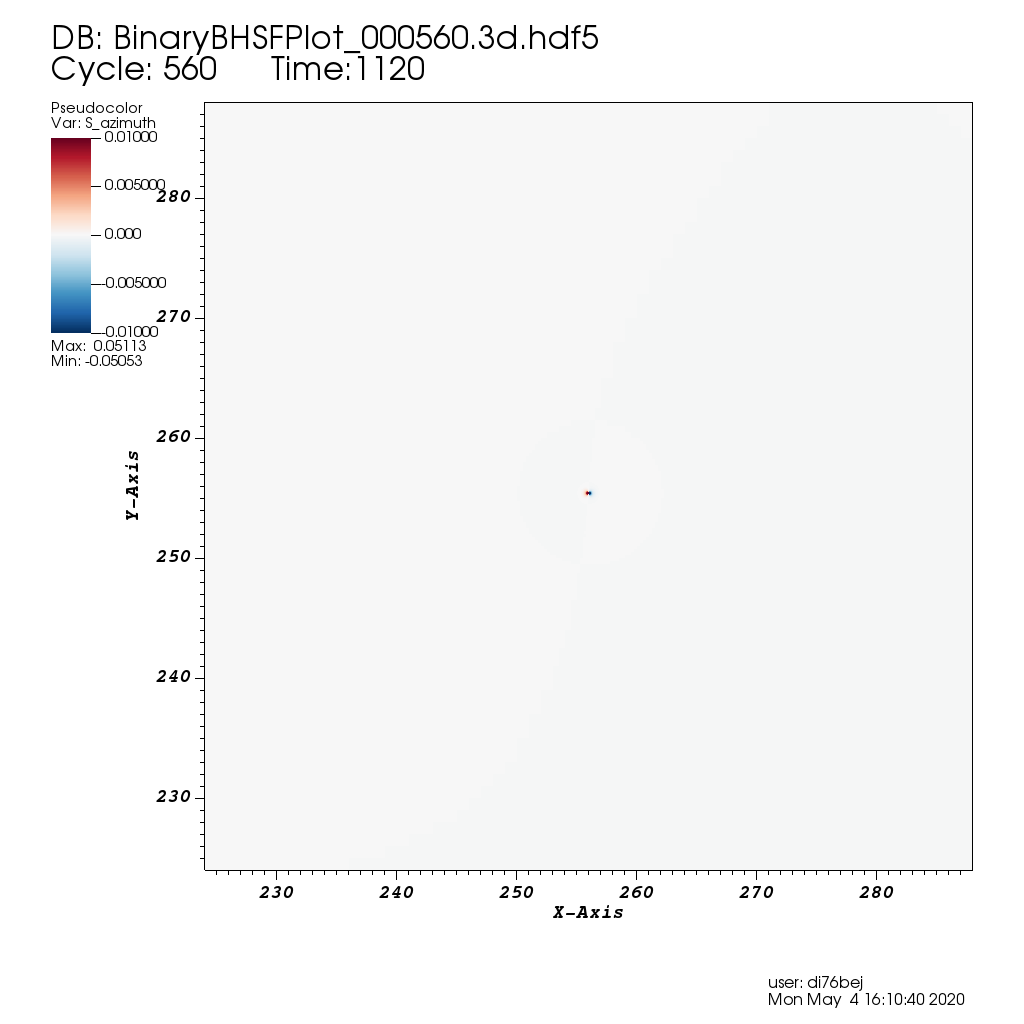 DB: BinaryBHSFPlot_000560.3d.hdf5
Cycle: 560 Time:1120
Pseudocolor
Var: S_azimuth
0.01000
0.005000
0.000
-0.005000
-0.01000
Max: 0.05113
Min: -0.05053
280
270
260
250
240
230
Y-Axis
230 240 250 260 270 280
X-Axis
user: di76bej
Mon May 4 16:10:40 2020